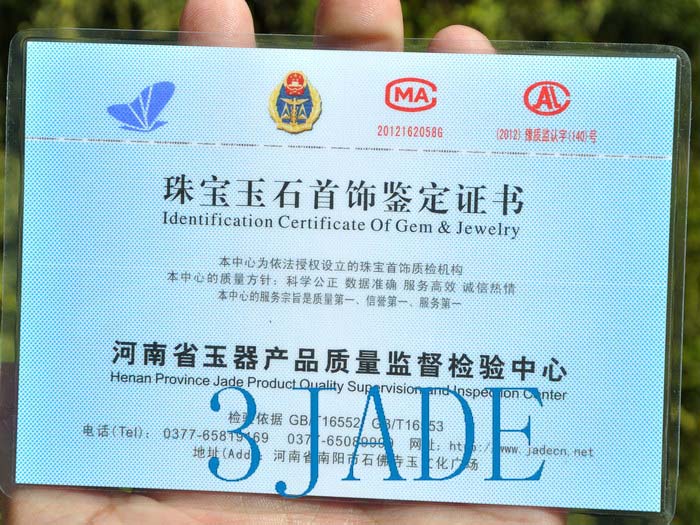 MA
AL
2012162058G
(2012) 豫质监认字(140)号
珠宝玉石首饰鉴定证书
Identification Certificate Of Gem & Jewelry
本中心为依法授权设立的珠宝首饰质检机构
本中心的质量方针：科学公正 数据准确 服务高效 诚信热情
本中心的服务宗旨是质量第一、信誉第一、服务第一
河南省玉器产品质量监督检验中心
Henan Province Jade Product Quality Supervision and Inspection Center
检验依据 GB/T16552 GB/T16553
电话(Tel): 0377-65819169 0377-65089999 网址: http://www.jadecn.net
地址(Add): 河南省南阳市石佛寺玉文化广场
3 JADE